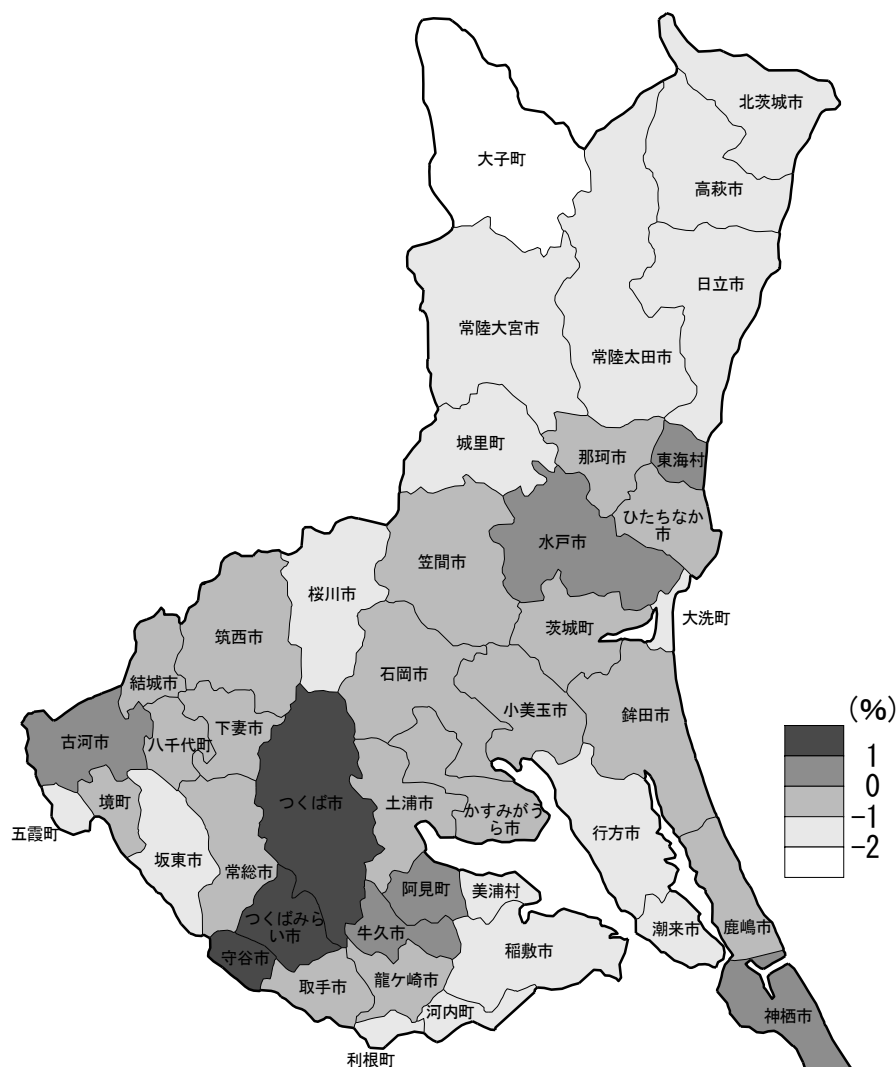 北茨城市
大子町
高萩市
日立市
常陸大宮市
常陸太田市
城里町
那珂市
東海村
ひたちなか
市
水戸市
笠間市
桜川市
大洗町
茨城町
筑西市
石岡市
結城市
小美玉市
鉾田市
下妻市
古河市
八千代町
(%)
1
0
-1
-2
つくば市
境町
土浦市
かすみがう
ら市
五霞町
行方市
坂東市
常総市
阿見町
美浦村
つくばみら
い市
牛久市
潮来市
鹿嶋市
守谷市
稲敷市
取手市
龍ケ崎市
河内町
神栖市
利根町